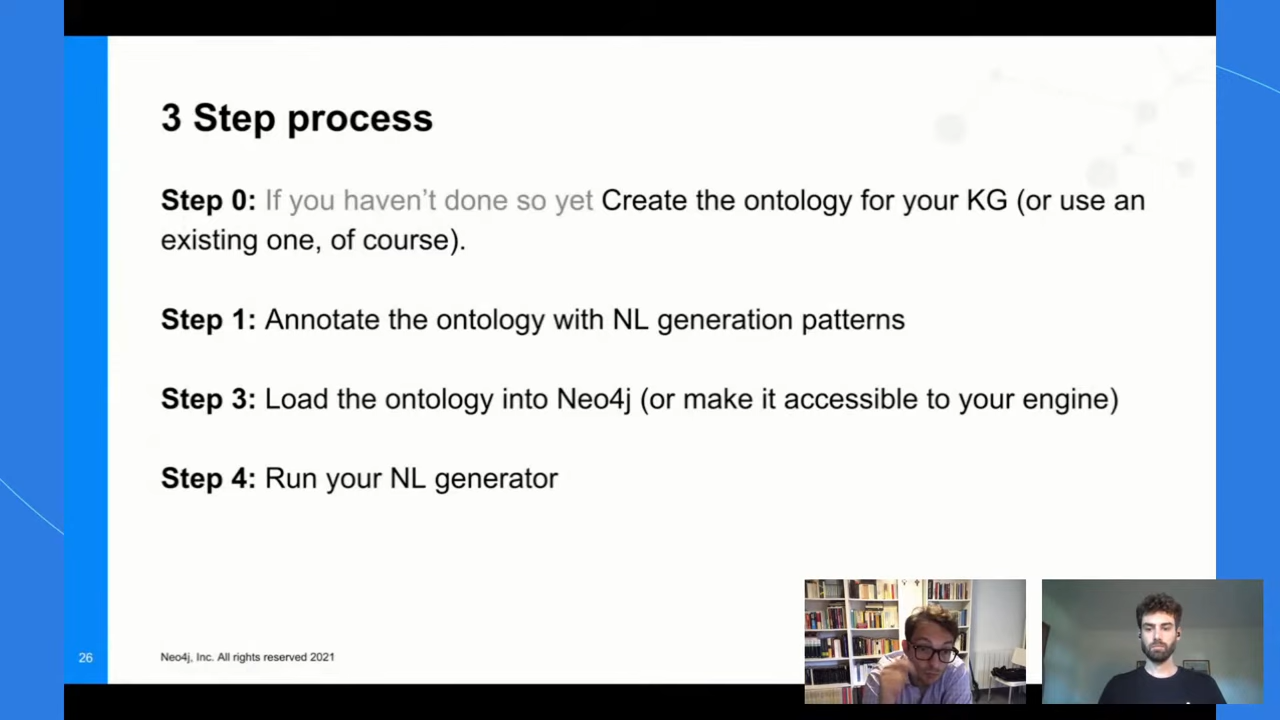 3 Step process
Step 0: If you haven’t done so yet Create the ontology for your KG (or use an
existing one, of course).
Step 1: Annotate the ontology with NL generation patterns
Step 3: Load the ontology into Neo4j (or make it accessible to your engine)
Step 4: Run your NL generator
26
Neo4j, Inc. All rights reserved 2021